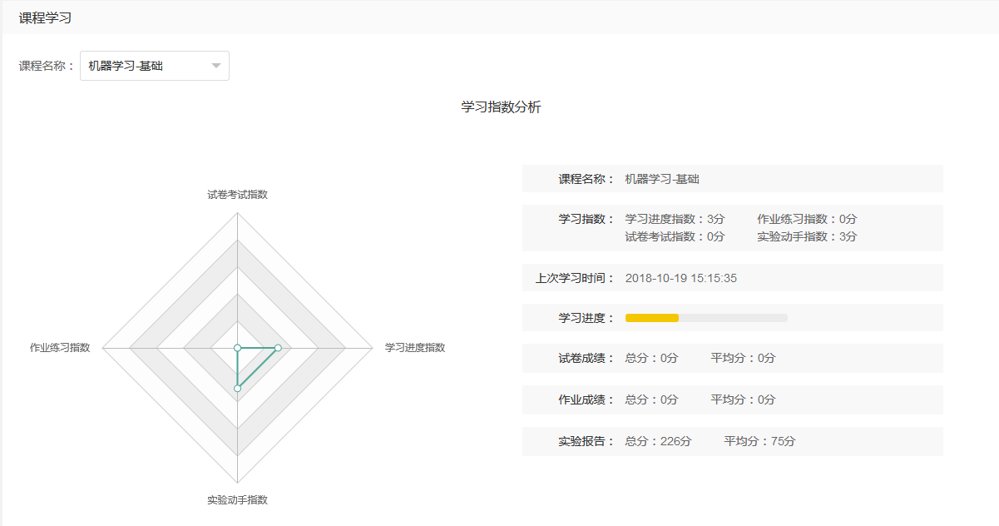 课程学习
课程名称： 机器学习-基础
学习指数分析
试卷考试指数
作业练习指数
学习进度指数
实验动手指数
课程名称： 机器学习-基础
学习指数： 学习进度指数：3分 作业练习指数：0分
试卷考试指数：0分 实验动手指数：3分
上次学习时间： 2018-10-19 15:15:35
学习进度：
试卷成绩： 总分：0分 平均分：0分
作业成绩： 总分：0分 平均分：0分
实验报告： 总分：226分 平均分：75分